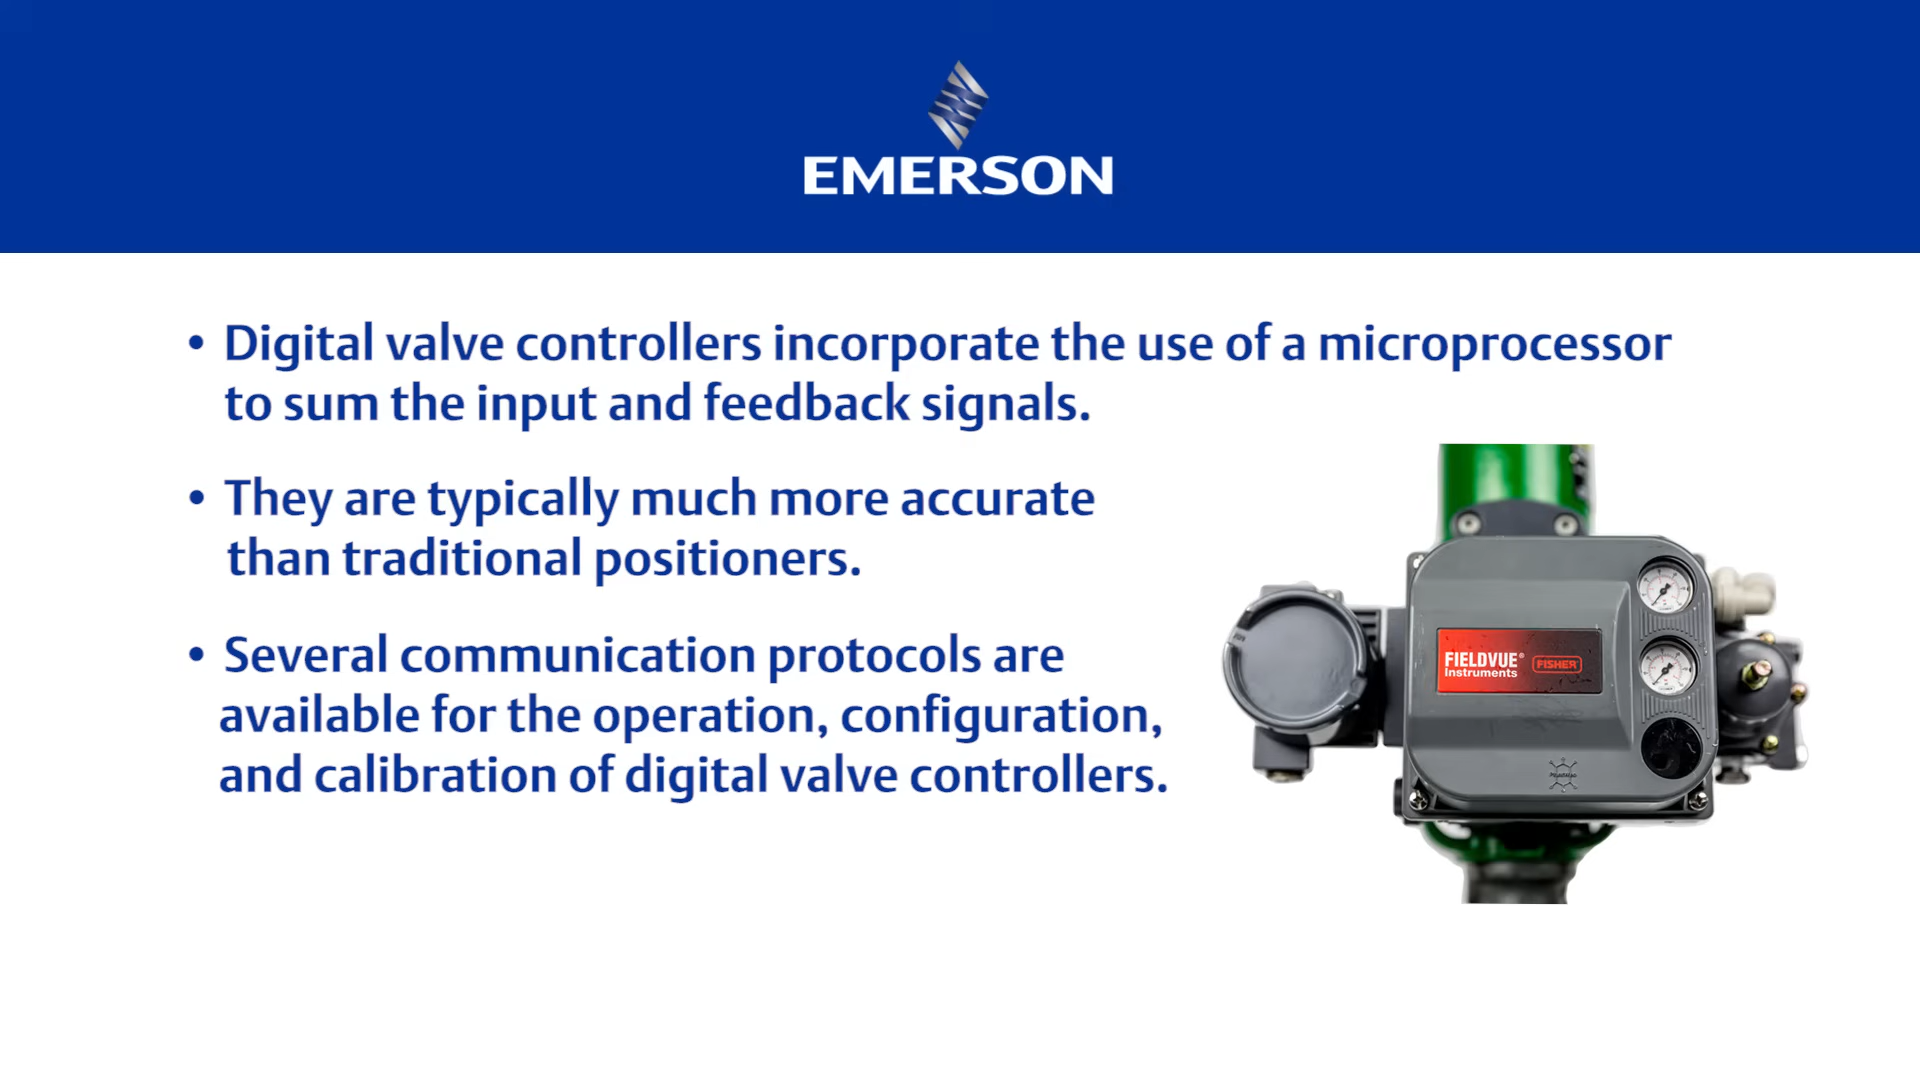 EMERSON
• Digital valve controllers incorporate the use of a microprocessor
to sum the input and feedback signals.
• They are typically much more accurate
than traditional positioners.
• Several communication protocols are
available for the operation, configuration,
and calibration of digital valve controllers.
FIELDVUE® FISHER
Instruments